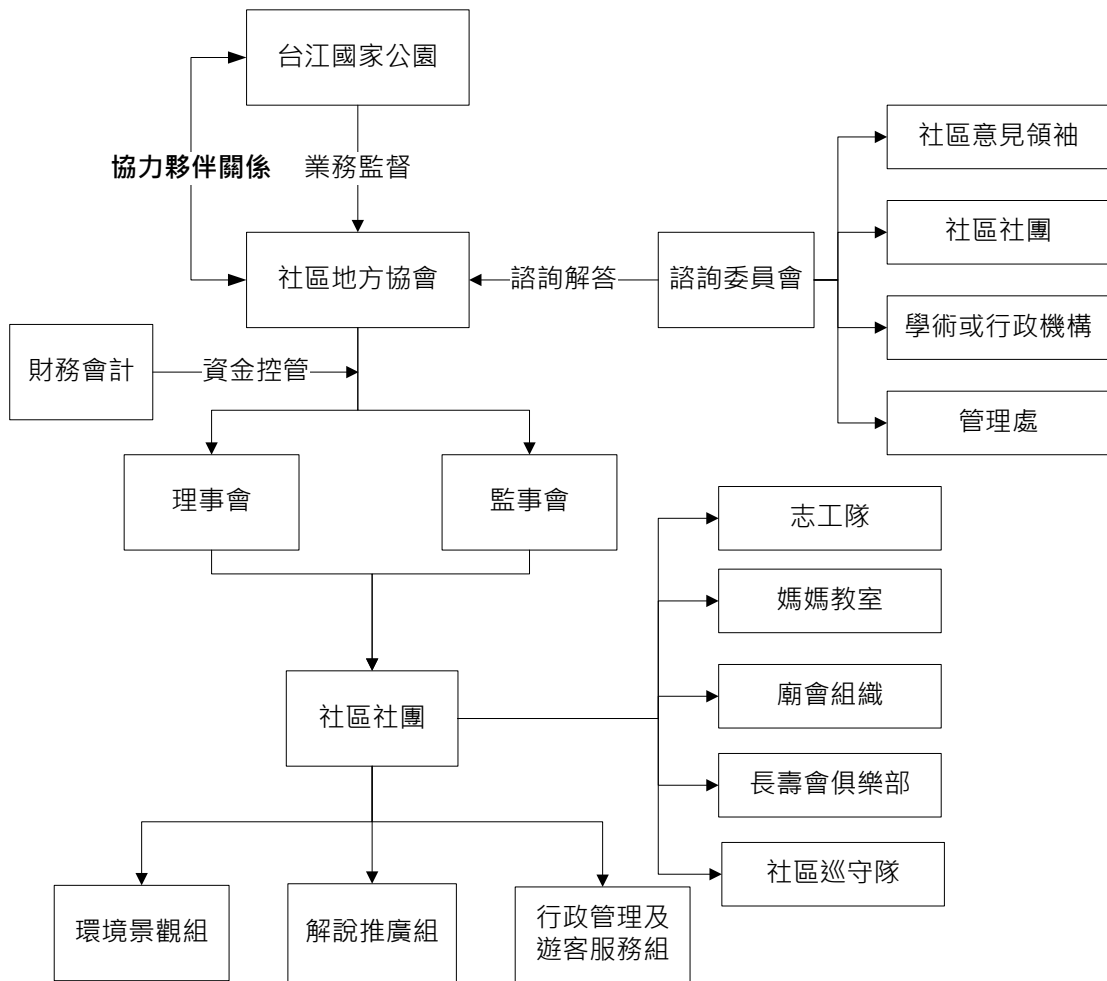 台江國家公園
協力夥伴關係
業務監督
社區意見領袖
社區社團
社區地方協會
諮詢解答
諮詢委員會
學術或行政機構
財務會計
資金控管
管理處
理事會
監事會
志工隊
媽媽教室
廟會組織
社區社團
長壽會俱樂部
社區巡守隊
環境景觀組
解說推廣組
行政管理及
遊客服務組